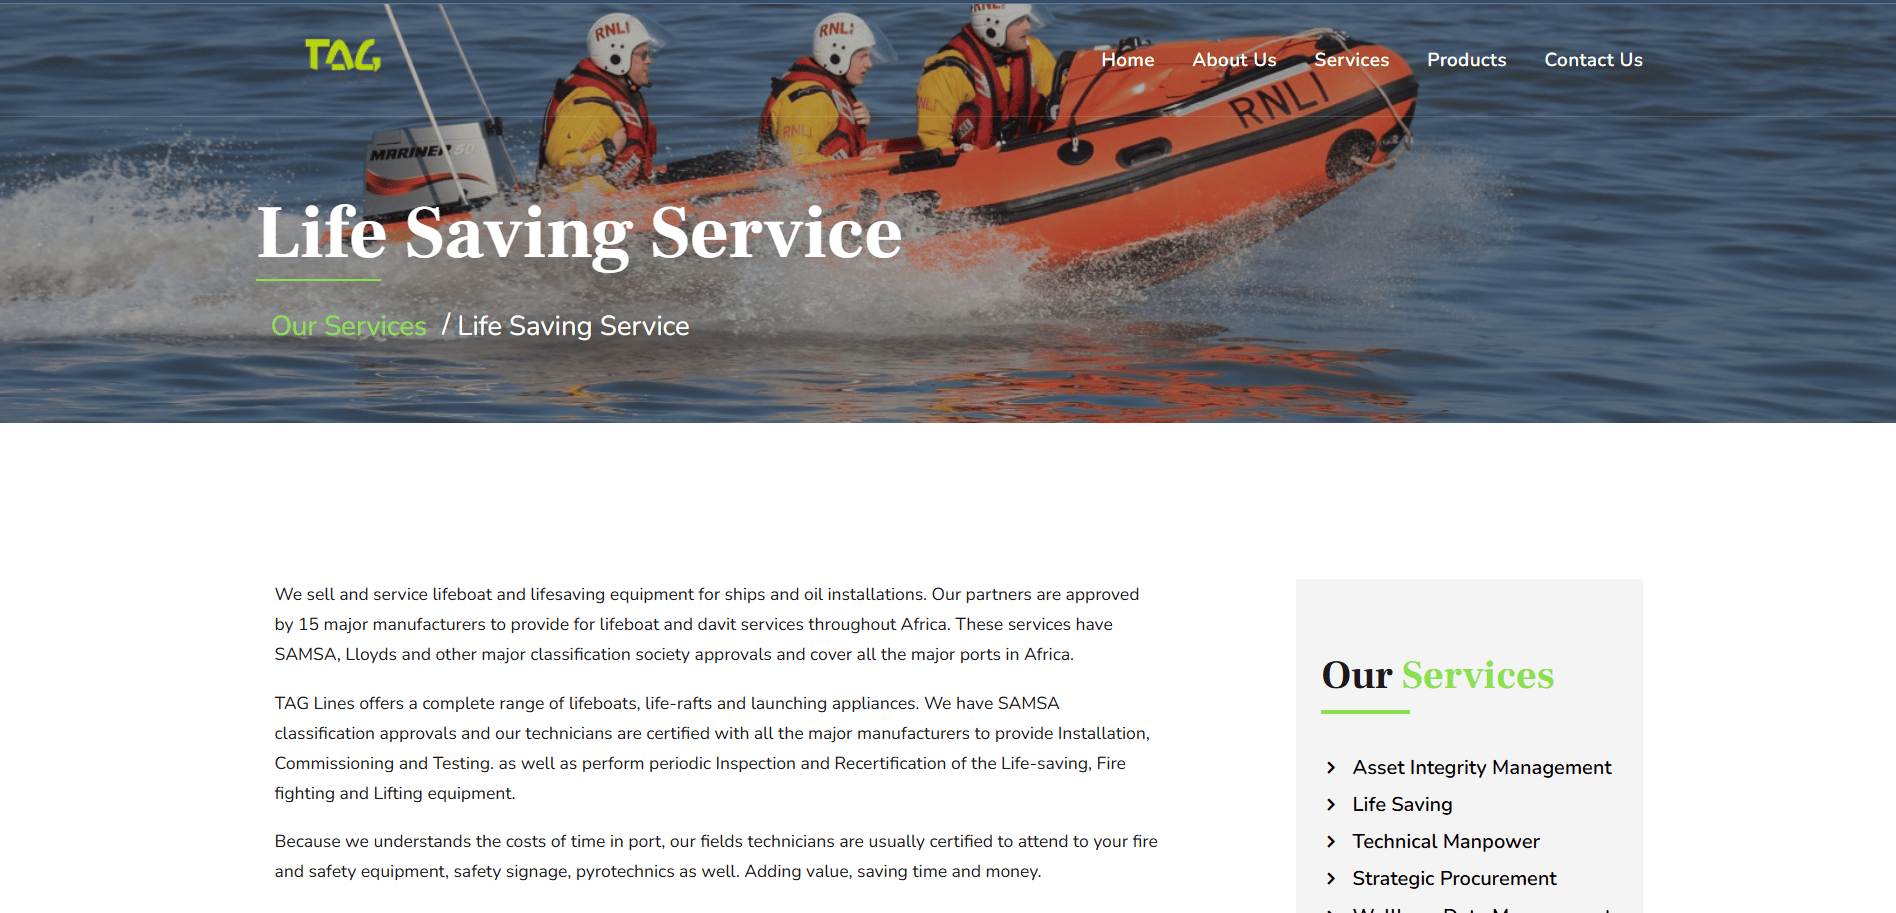 RNLI
RNLI
RNLI
TAG
Home
About Us
Services
Products
Contact Us
RNLI
RNLI
RNLI
RNLI
MARINER 50
Life Saving Service
Our Services / Life Saving Service
We sell and service lifeboat and lifesaving equipment for ships and oil installations. Our partners are approved
by 15 major manufacturers to provide for lifeboat and davit services throughout Africa. These services have
SAMSA, Lloyds and other major classification society approvals and cover all the major ports in Africa.
TAG Lines offers a complete range of lifeboats, life-rafts and launching appliances. We have SAMSA
classification approvals and our technicians are certified with all the major manufacturers to provide Installation,
Commissioning and Testing. as well as perform periodic Inspection and Recertification of the Life-saving, Fire
fighting and Lifting equipment.
Because we understands the costs of time in port, our fields technicians are usually certified to attend to your fire
and safety equipment, safety signage, pyrotechnics as well. Adding value, saving time and money.
Our Services
Asset Integrity Management
Life Saving
Technical Manpower
Strategic Procurement